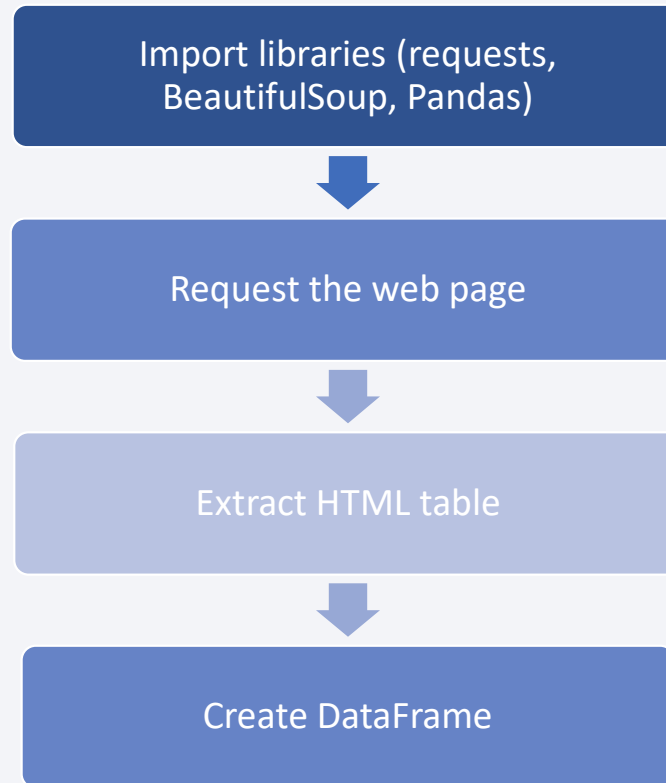 Import libraries (requests,
BeautifulSoup, Pandas)
Request the web page
Extract HTML table
Create DataFrame